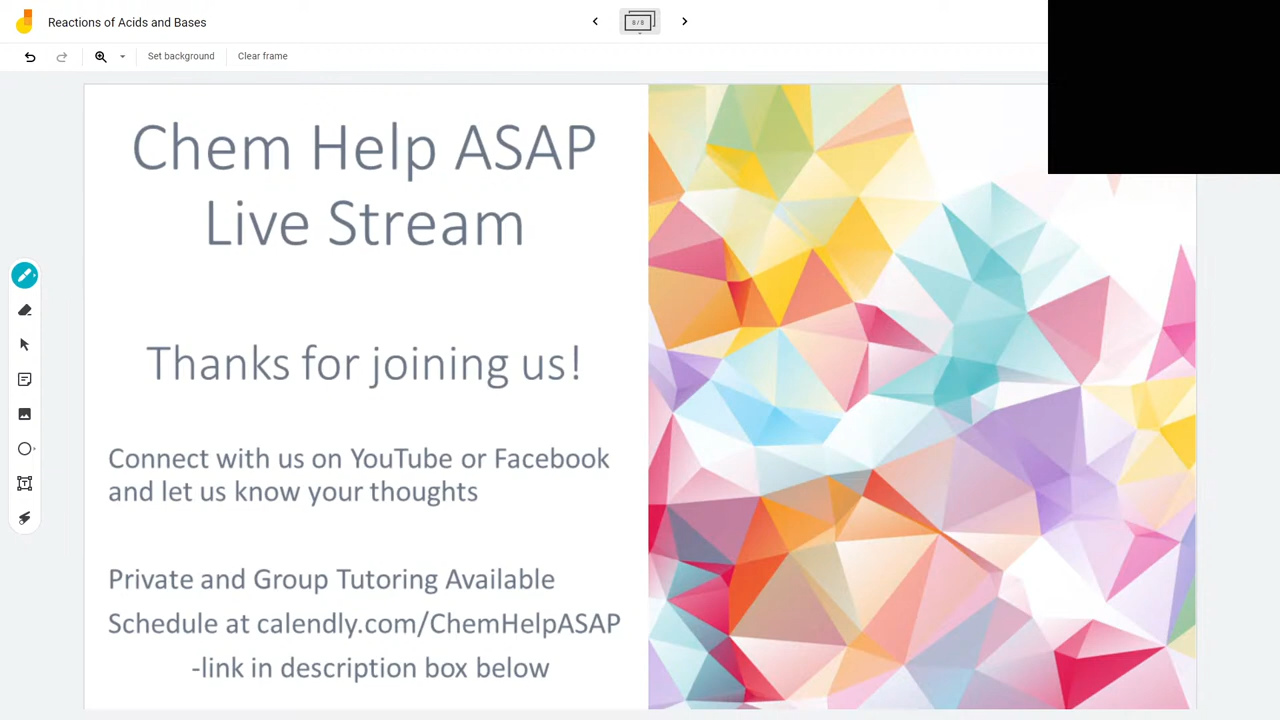 Reactions of Acids and Bases
8 / 8
Set background
Clear frame
Chem Help ASAP
Live Stream
Thanks for joining us!
Connect with us on YouTube or Facebook
and let us know your thoughts
Private and Group Tutoring Available
Schedule at calendly.com/ChemHelpASAP
-link in description box below